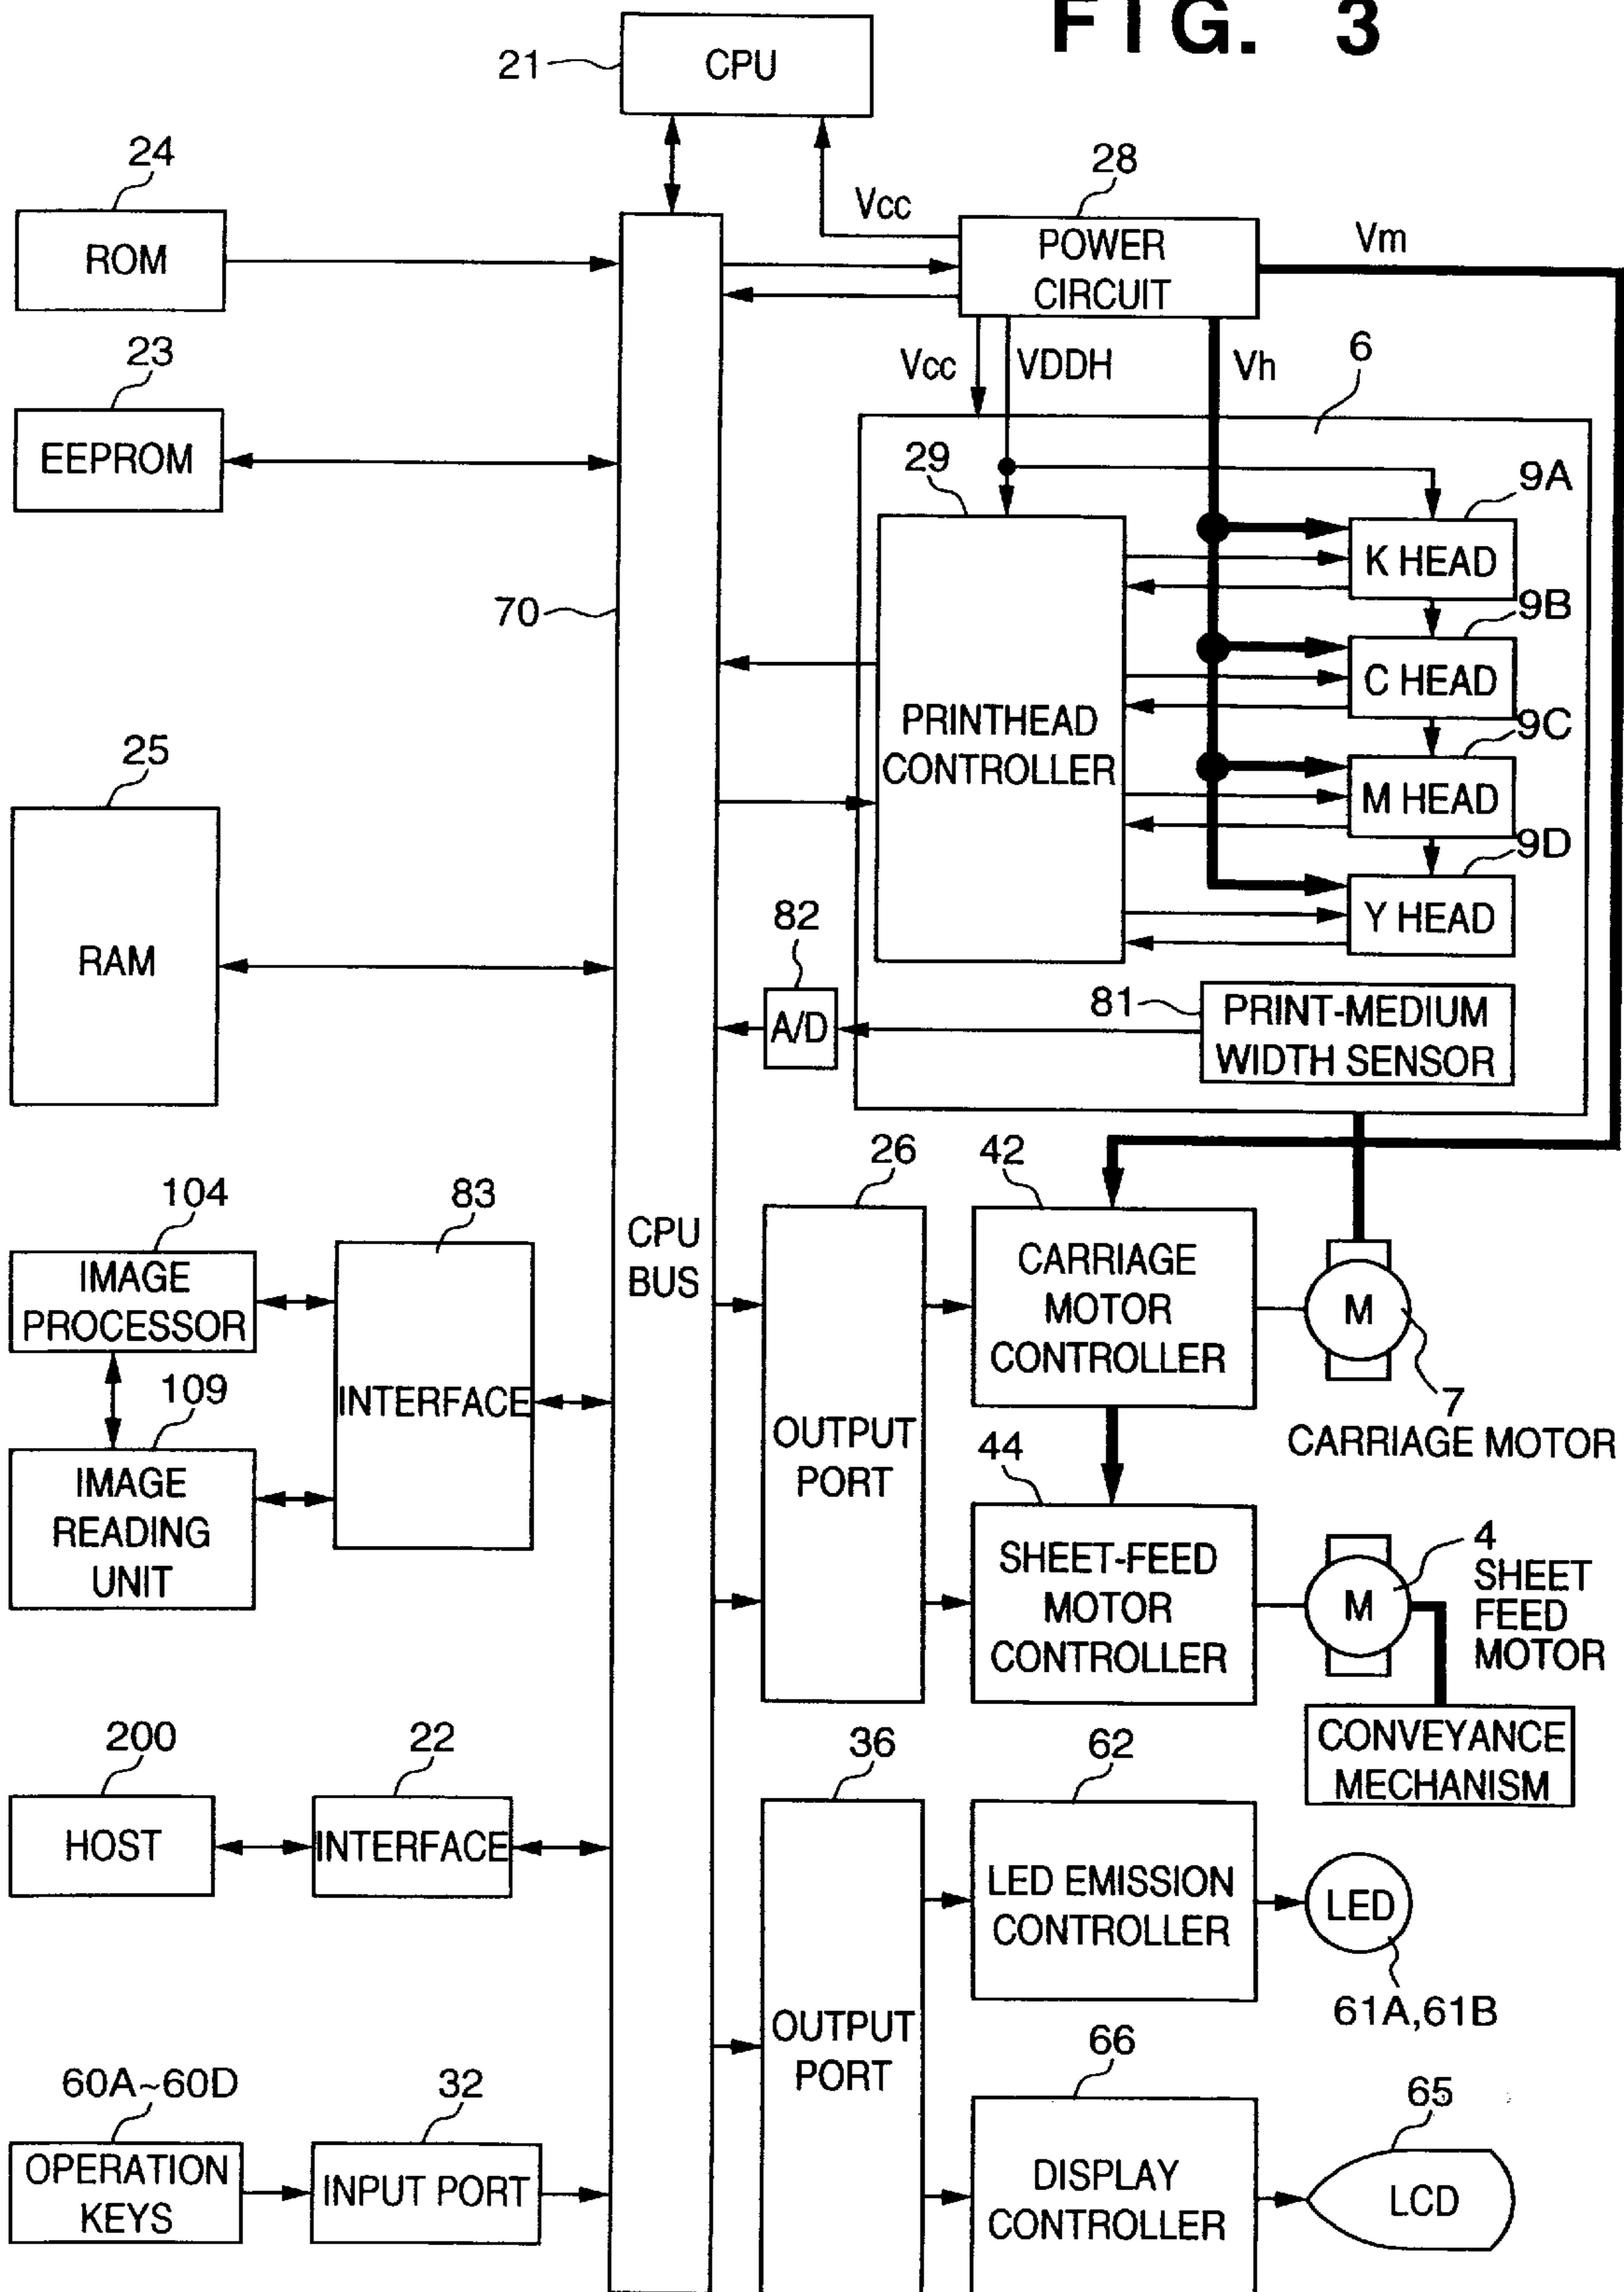 FIG. 3
21
CPU
24
ROM
28
Vcc
POWER
CIRCUIT
Vm
23
EEPROM
Vcc
VDDH
Vh
6
29
9A
K HEAD
70
9B
C HEAD
PRINTHEAD
CONTROLLER
9C
M HEAD
9D
Y HEAD
25
RAM
82
A/D
81
PRINT-MEDIUM
WIDTH SENSOR
104
IMAGE
PROCESSOR
83
INTERFACE
109
IMAGE
READING
UNIT
CPU
BUS
26
OUTPUT
PORT
42
CARRIAGE
MOTOR
CONTROLLER
M
7
CARRIAGE MOTOR
44
SHEET-FEED
MOTOR
CONTROLLER
M
4
SHEET
FEED
MOTOR
CONVEYANCE
MECHANISM
200
HOST
22
INTERFACE
36
OUTPUT
PORT
62
LED EMISSION
CONTROLLER
LED
61A,61B
60A~60D
OPERATION
KEYS
32
INPUT PORT
66
DISPLAY
CONTROLLER
65
LCD